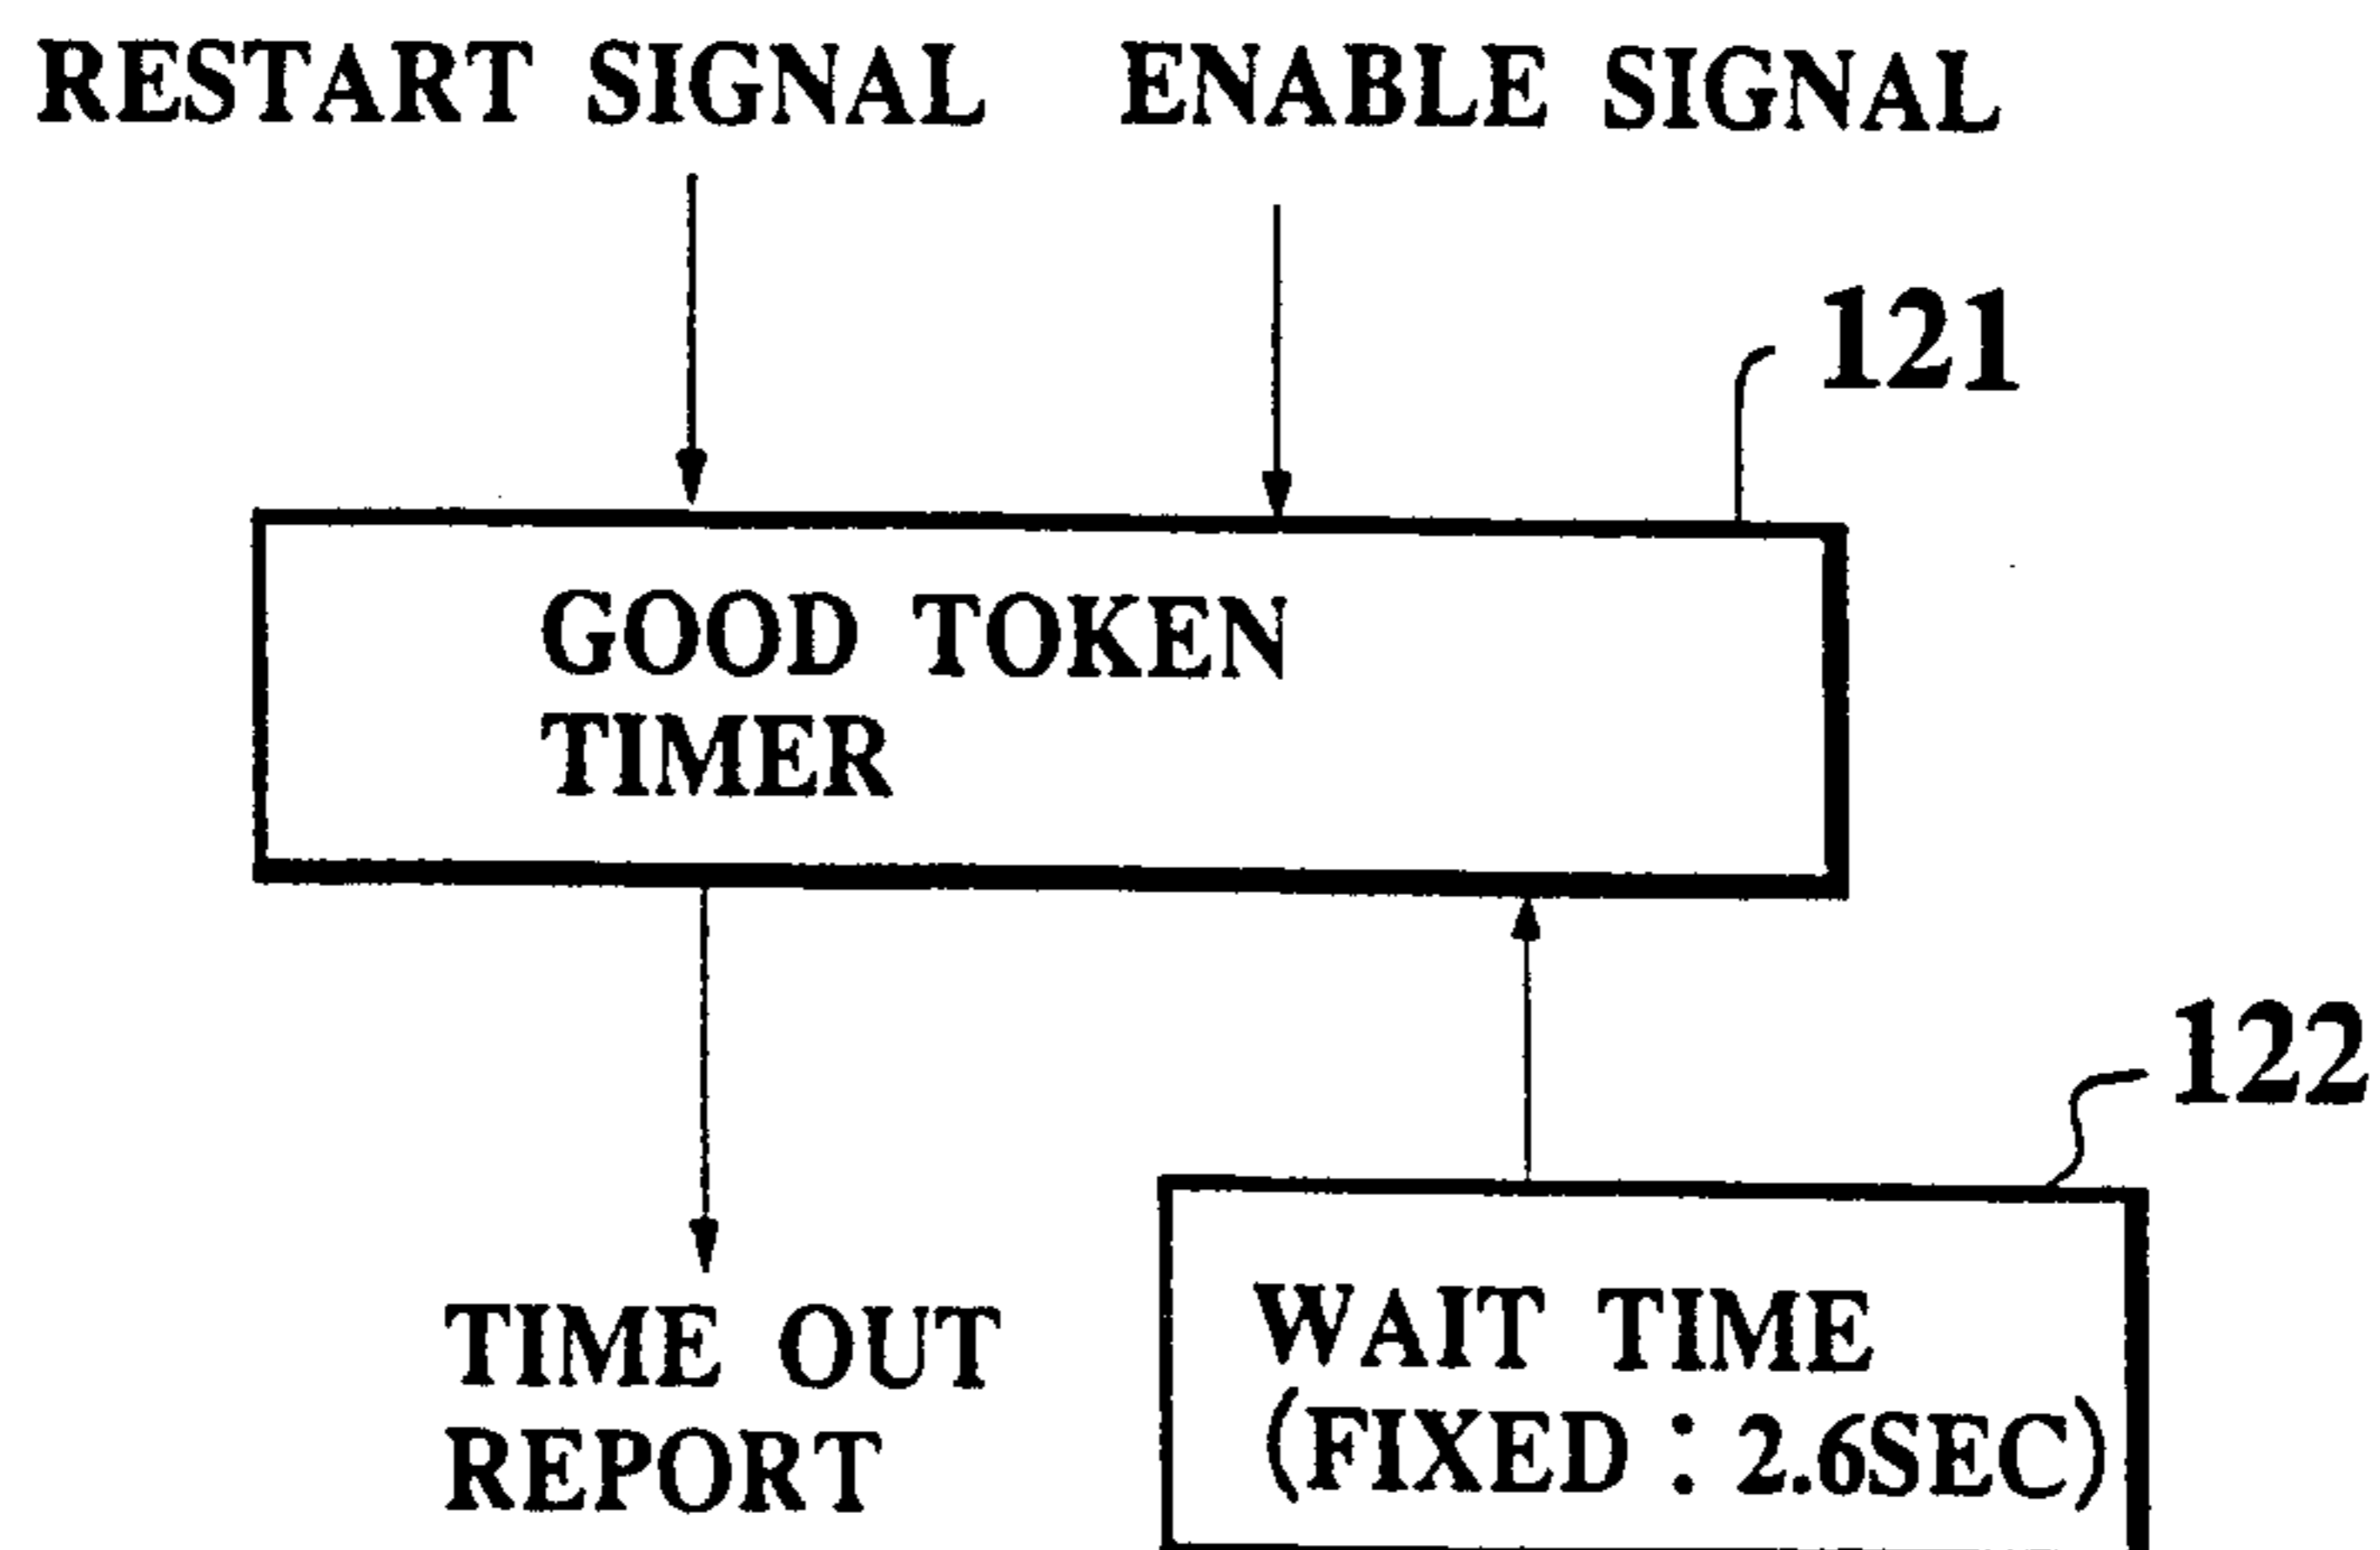 RESTART SIGNAL
ENABLE SIGNAL
121
GOOD TOKEN
TIMER
122
TIME OUT
REPORT
WAIT TIME
(FIXED : 2.6SEC)